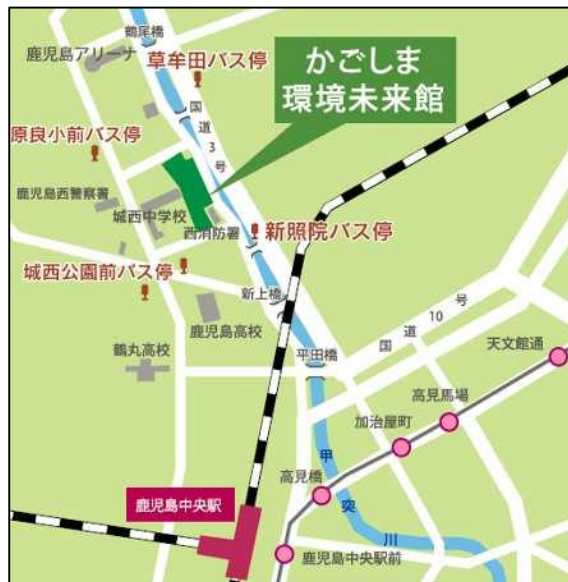 鶴尾橋
鹿児島アリーナ
草牟田バス停
かごしま
環境未来館
国道3号
原良小前バス停
鹿児島西警察署
城西中学校
西消防署
新照院バス停
城西公園前バス停
新上橋
鹿児島高校
国道10号
平田橋
鶴丸高校
天文館通
高見馬場
加治屋町
甲突川
高見橋
鹿児島中央駅
鹿児島中央駅前